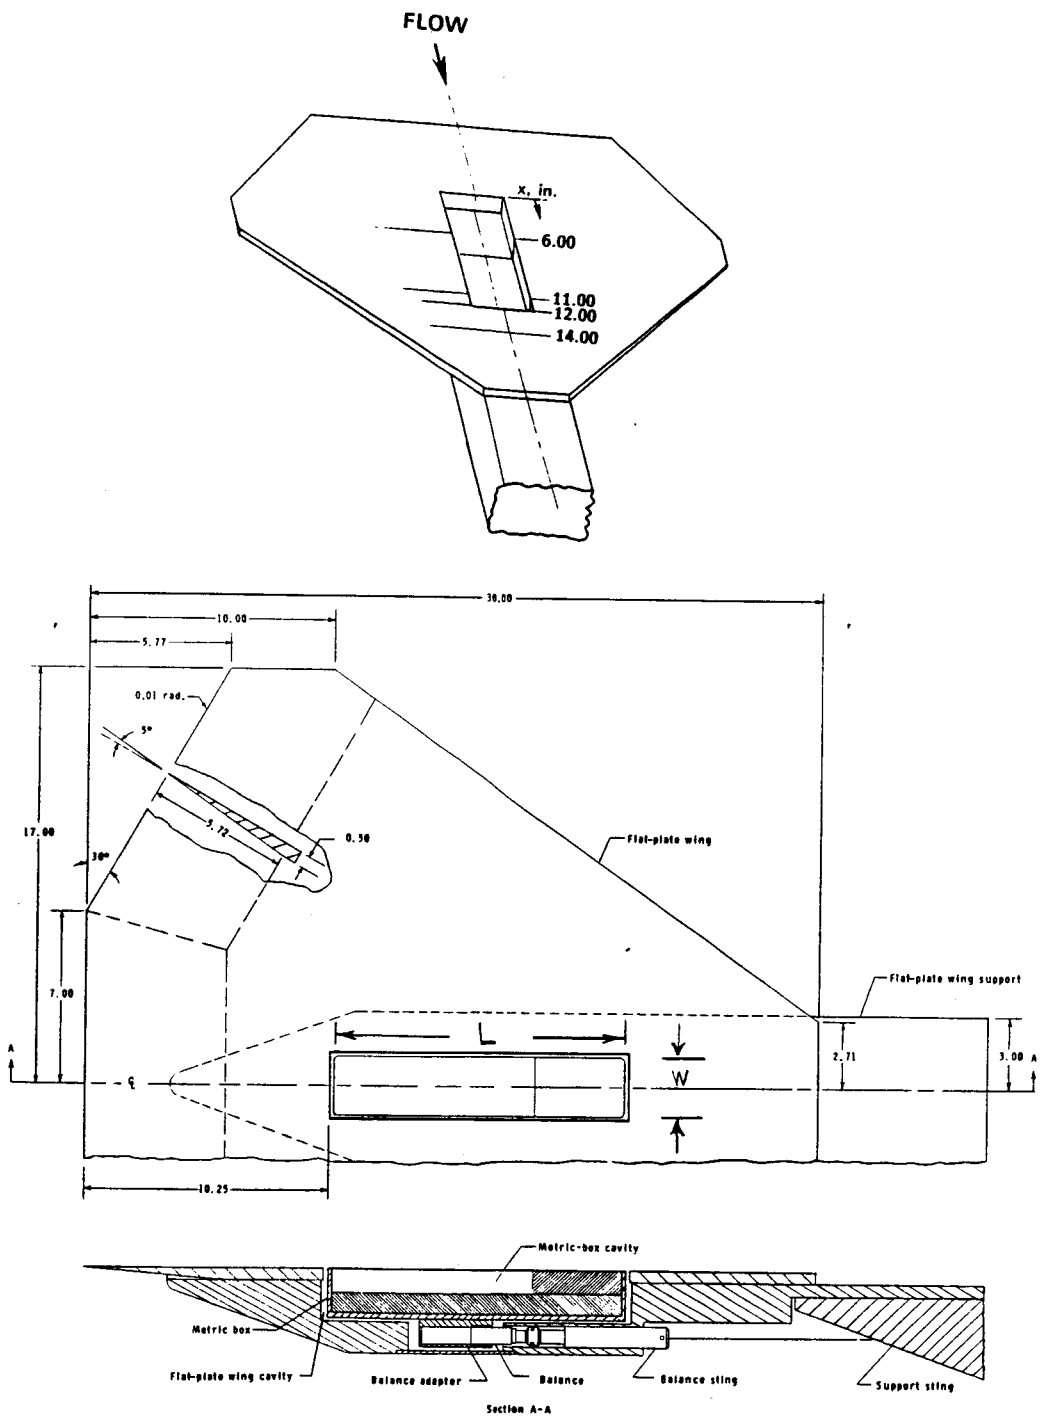 FLOW
x, in.
6.00
11.00
12.00
14.00
30.00
10.00
5.77
0.01 rad.
5°
17.00
5.72
0.50
30°
Flat-plate wing
7.00
Flat-plate wing support
L
A
W
2.71
3.00
A
℄
10.25
Metric-box cavity
Metric box
Flat-plate wing cavity
Balance adapter
Balance
Balance sting
Support sting
Section A-A